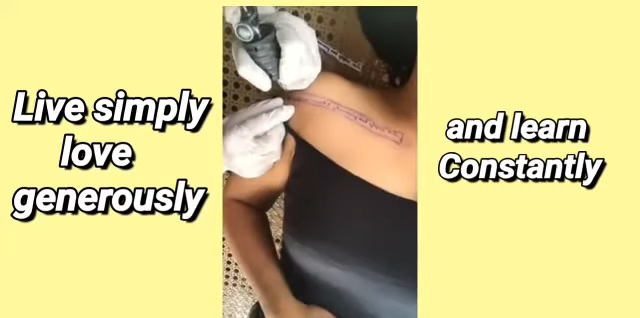 Live simply
love
generously
and learn
Constantly